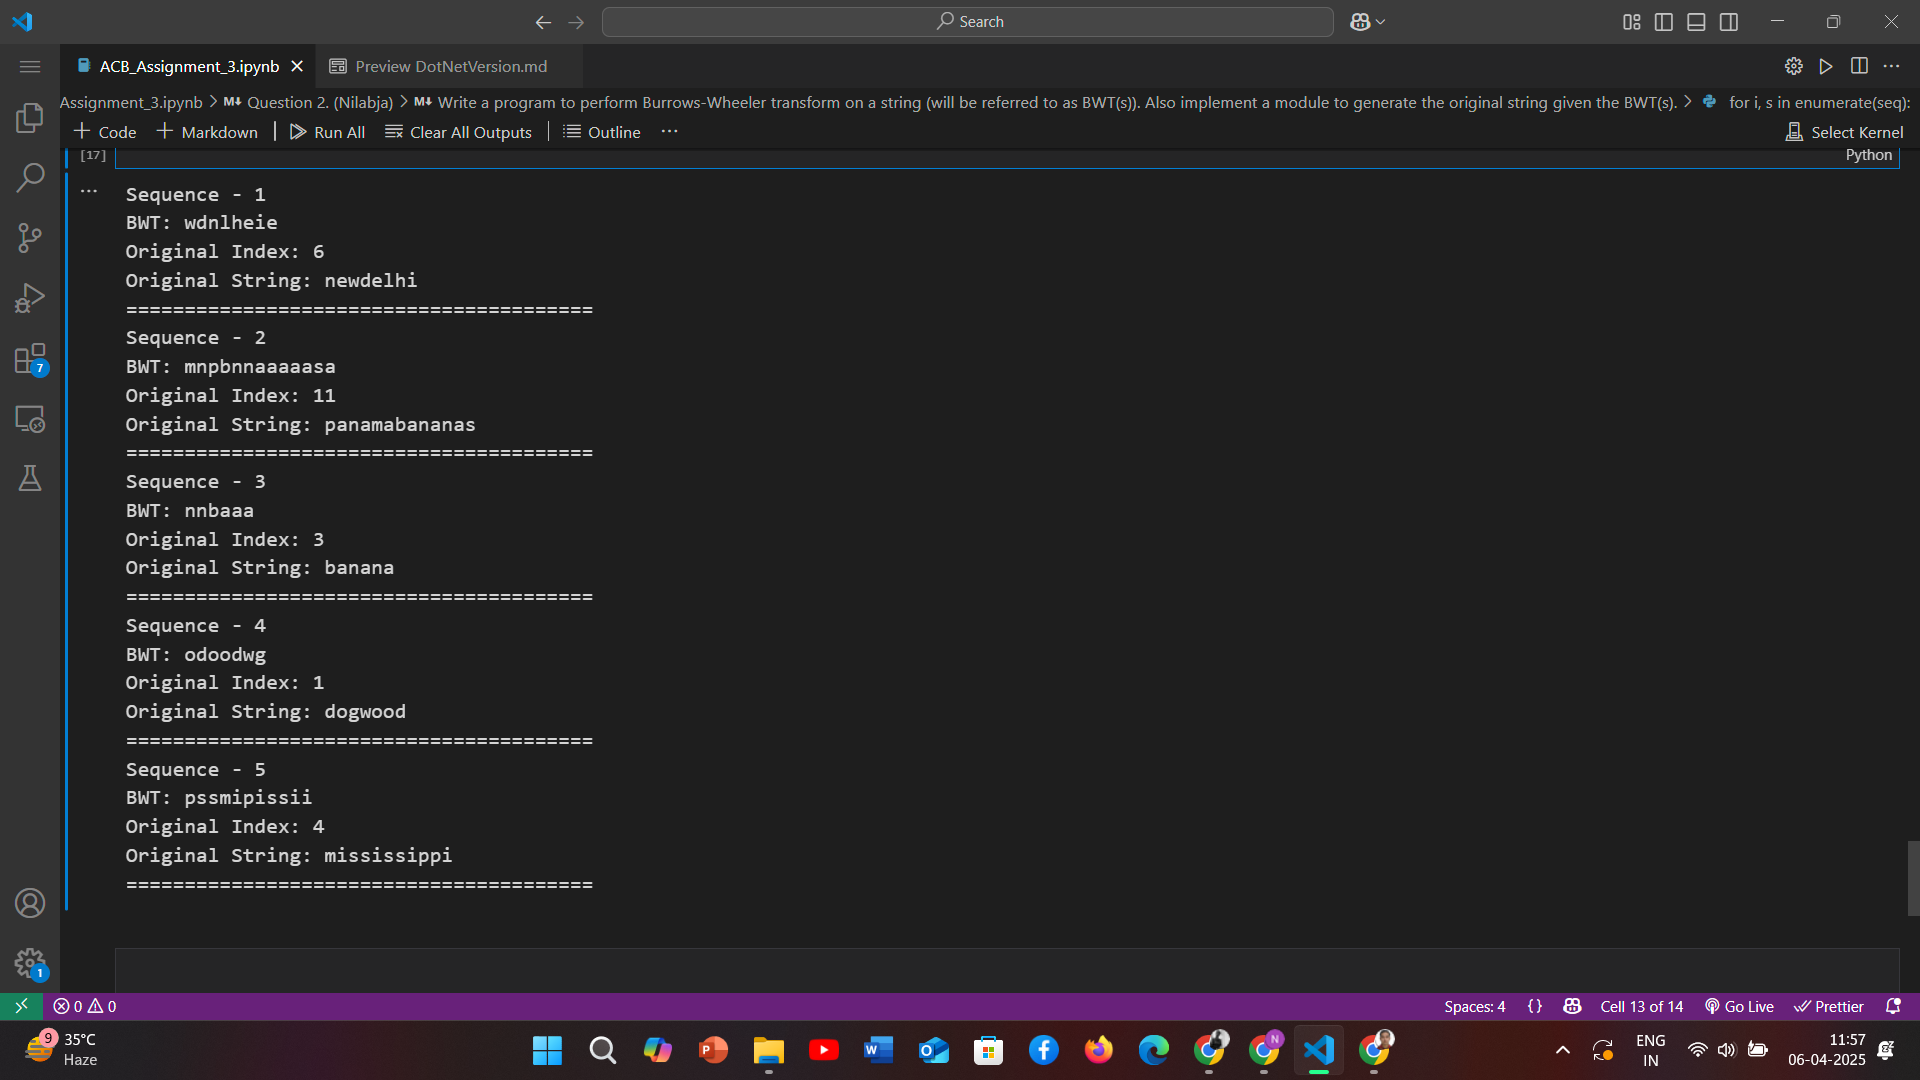 Search
ACB_Assignment_3.ipynb
Preview DotNetVersion.md
Assignment_3.ipynb > M↓ Question 2. (Nilabja) > M↓ Write a program to perform Burrows-Wheeler transform on a string (will be referred to as BWT(s)). Also implement a module to generate the original string given the BWT(s). > for i, s in enumerate(seq):
+ Code + Markdown | Run All Clear All Outputs | Outline ...
Select Kernel
[17]
Python
...
Sequence - 1
BWT: wdnlheie
Original Index: 6
Original String: newdelhi
========================================
Sequence - 2
BWT: mnpbnnaaaaasa
Original Index: 11
Original String: panamabananas
========================================
Sequence - 3
BWT: nnbaaa
Original Index: 3
Original String: banana
========================================
Sequence - 4
BWT: odoodwg
Original Index: 1
Original String: dogwood
========================================
Sequence - 5
BWT: pssmipissii
Original Index: 4
Original String: mississippi
========================================
7
1
0 0
Spaces: 4 {} Cell 13 of 14 Go Live Prettier
9
35°C
Haze
P
W
N
ENG
IN
11:57
06-04-2025